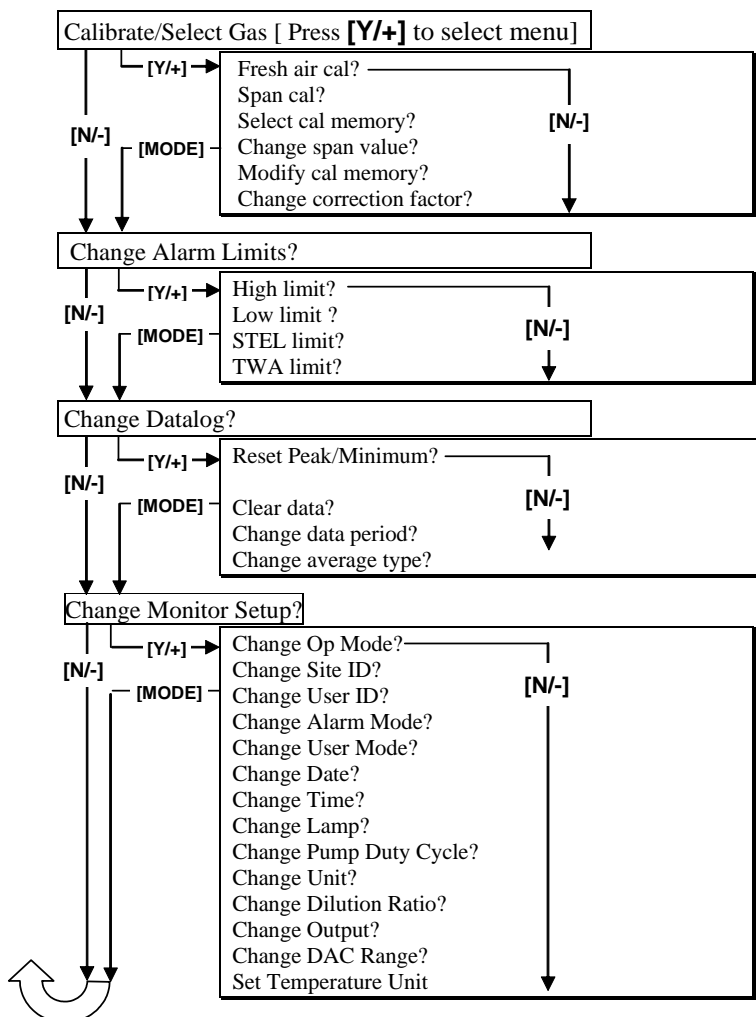 Calibrate/Select Gas [ Press [Y/+] to select menu]
[Y/+]
Fresh air cal?
Span cal?
Select cal memory?
[N/-]
[N/-]
[MODE]
Change span value?
Modify cal memory?
Change correction factor?
Change Alarm Limits?
[Y/+]
High limit?
[N/-]
Low limit ?
[MODE]
STEL limit?
[N/-]
TWA limit?
Change Datalog?
[Y/+]
Reset Peak/Minimum?
[N/-]
[MODE]
Clear data?
[N/-]
Change data period?
Change average type?
Change Monitor Setup?
[Y/+]
Change Op Mode?
[N/-]
Change Site ID?
[N/-]
[MODE]
Change User ID?
Change Alarm Mode?
Change User Mode?
Change Date?
Change Time?
Change Lamp?
Change Pump Duty Cycle?
Change Unit?
Change Dilution Ratio?
Change Output?
Change DAC Range?
Set Temperature Unit